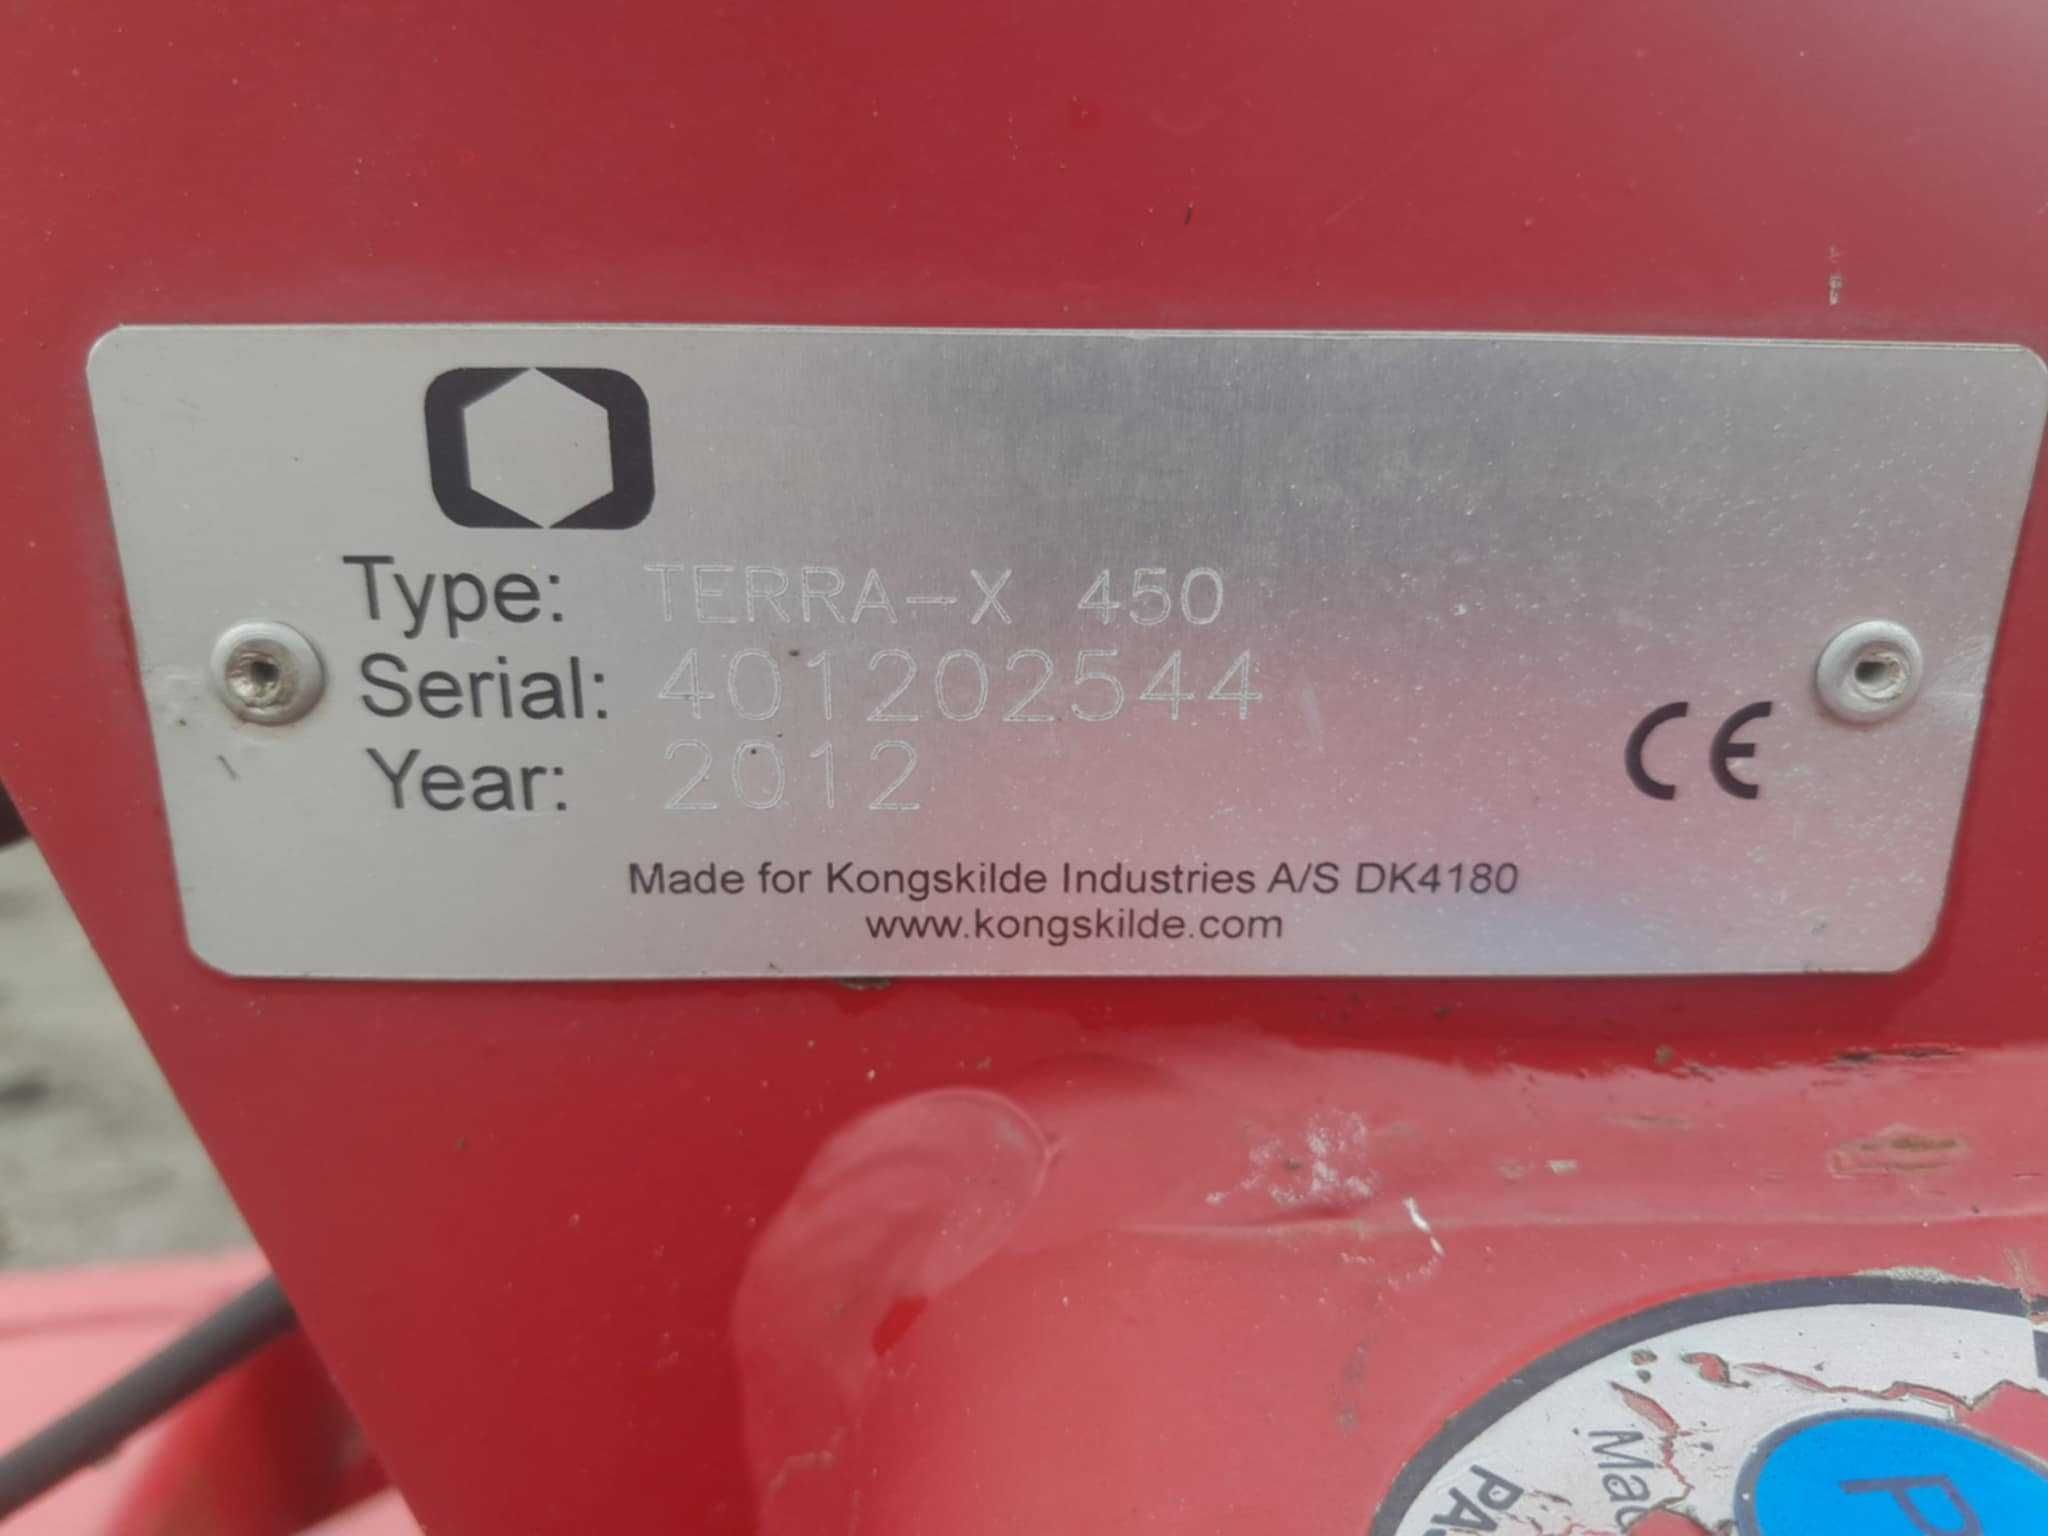 Type: TERRA-X 450
Serial: 401202544
Year: 2012
CE
Made for Kongskilde Industries A/S DK4180
www.kongskilde.com